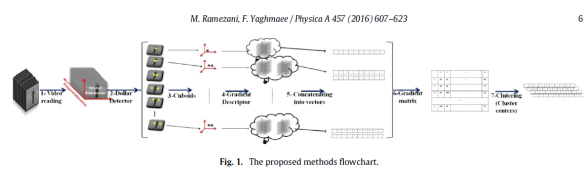 M. Ramezani, F. Yaghmaee / Physica A 457 (2016) 607–623
6
1- Video
reading
2-Dollar
Detector
3-Cuboids
4-Gradient
Descriptor
5- Concatenating
into vectors
6-Gradient
matrix
7-Clutering
(Cluster
centers)
Fig. 1. The proposed methods flowchart.